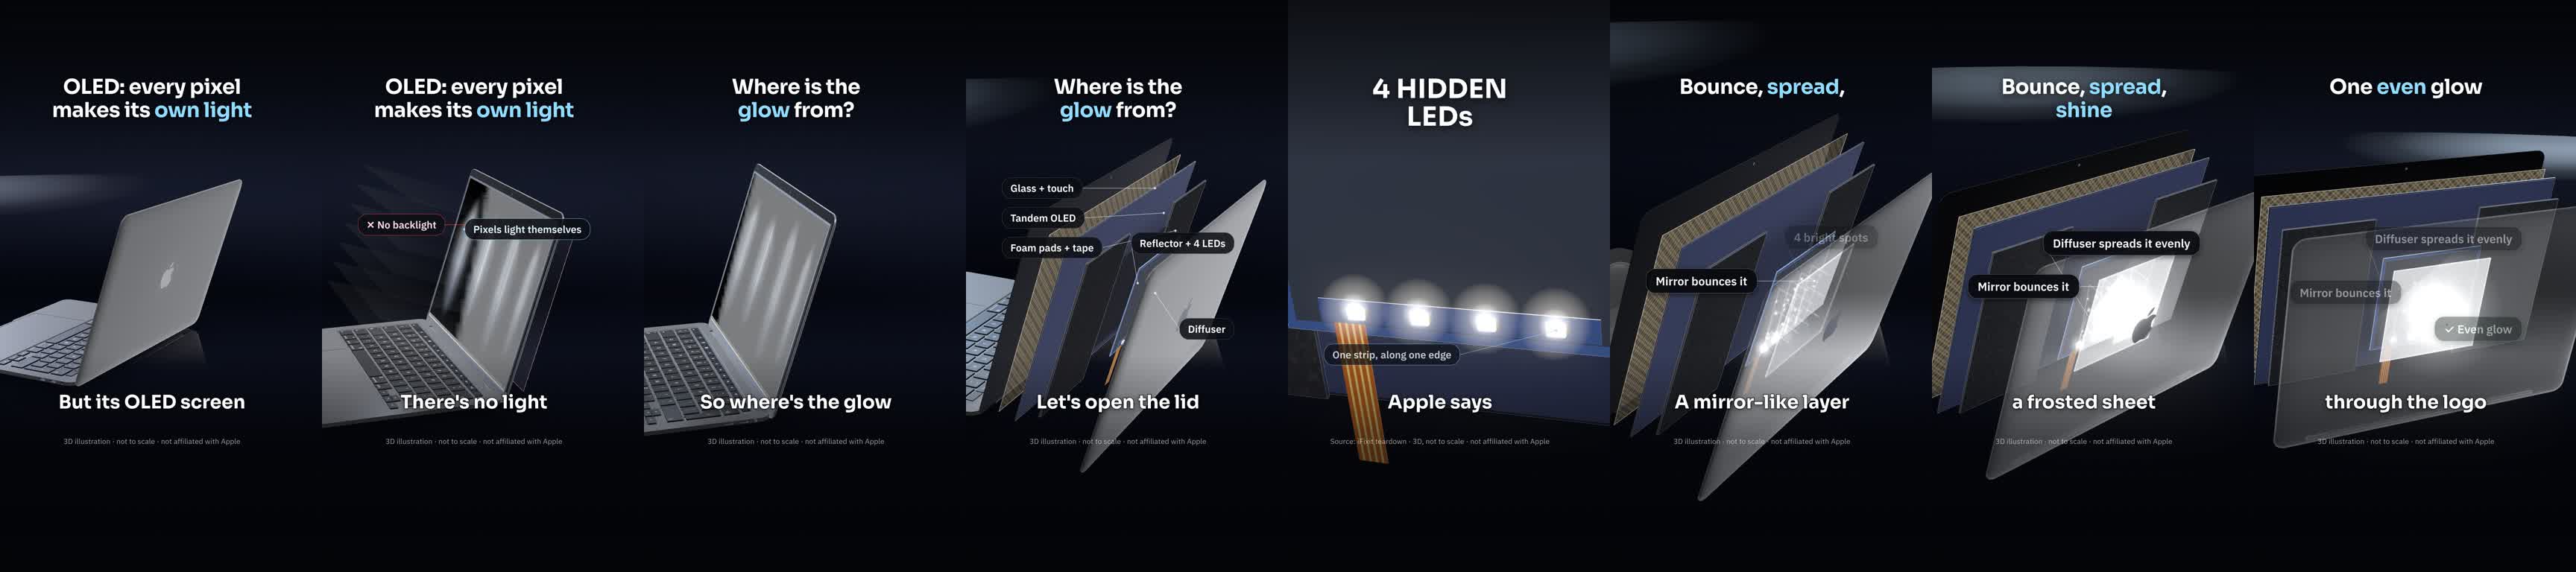 OLED: every pixel
makes its own light
But its OLED screen
3D illustration · not to scale · not affiliated with Apple
OLED: every pixel
makes its own light
✕ No backlight
Pixels light themselves
There's no light
3D illustration · not to scale · not affiliated with Apple
Where is the
glow from?
So where's the glow
3D illustration · not to scale · not affiliated with Apple
Where is the
glow from?
Glass + touch
Tandem OLED
Foam pads + tape
Reflector + 4 LEDs
Diffuser
Let's open the lid
3D illustration · not to scale · not affiliated with Apple
4 HIDDEN
LEDs
One strip, along one edge
Apple says
Source: iFixit teardown · 3D, not to scale · not affiliated with Apple
Bounce, spread,
4 bright spots
Mirror bounces it
A mirror-like layer
3D illustration · not to scale · not affiliated with Apple
Bounce, spread,
shine
Diffuser spreads it evenly
Mirror bounces it
a frosted sheet
3D illustration · not to scale · not affiliated with Apple
One even glow
Diffuser spreads it evenly
Mirror bounces it
✓ Even glow
through the logo
3D illustration · not to scale · not affiliated with Apple